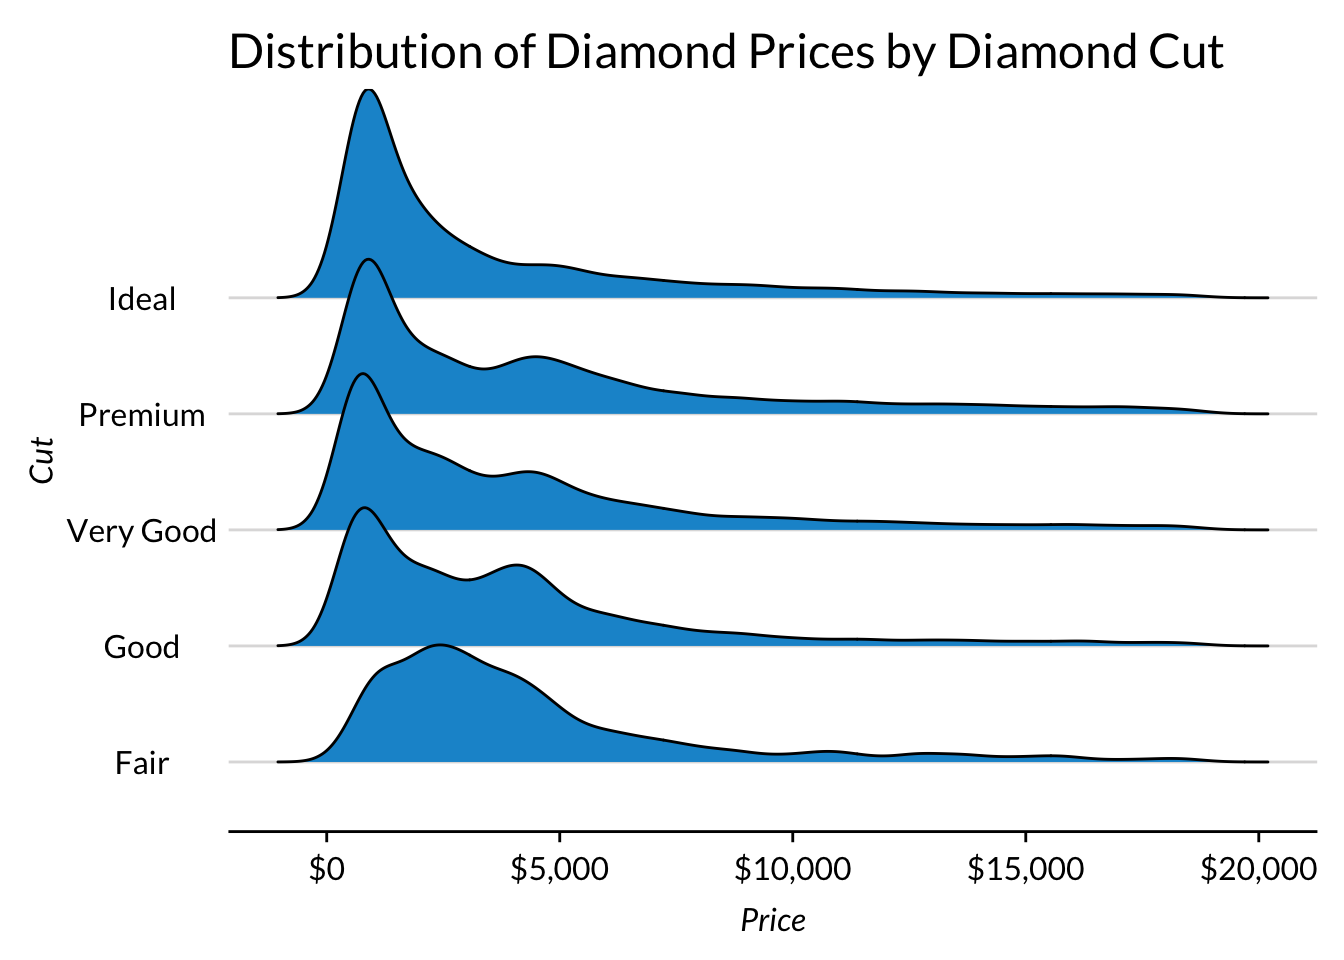 Distribution of Diamond Prices by Diamond Cut
Ideal
Premium
Cut
Very Good
Good
Fair
$0 $5,000 $10,000 $15,000 $20,000
Price